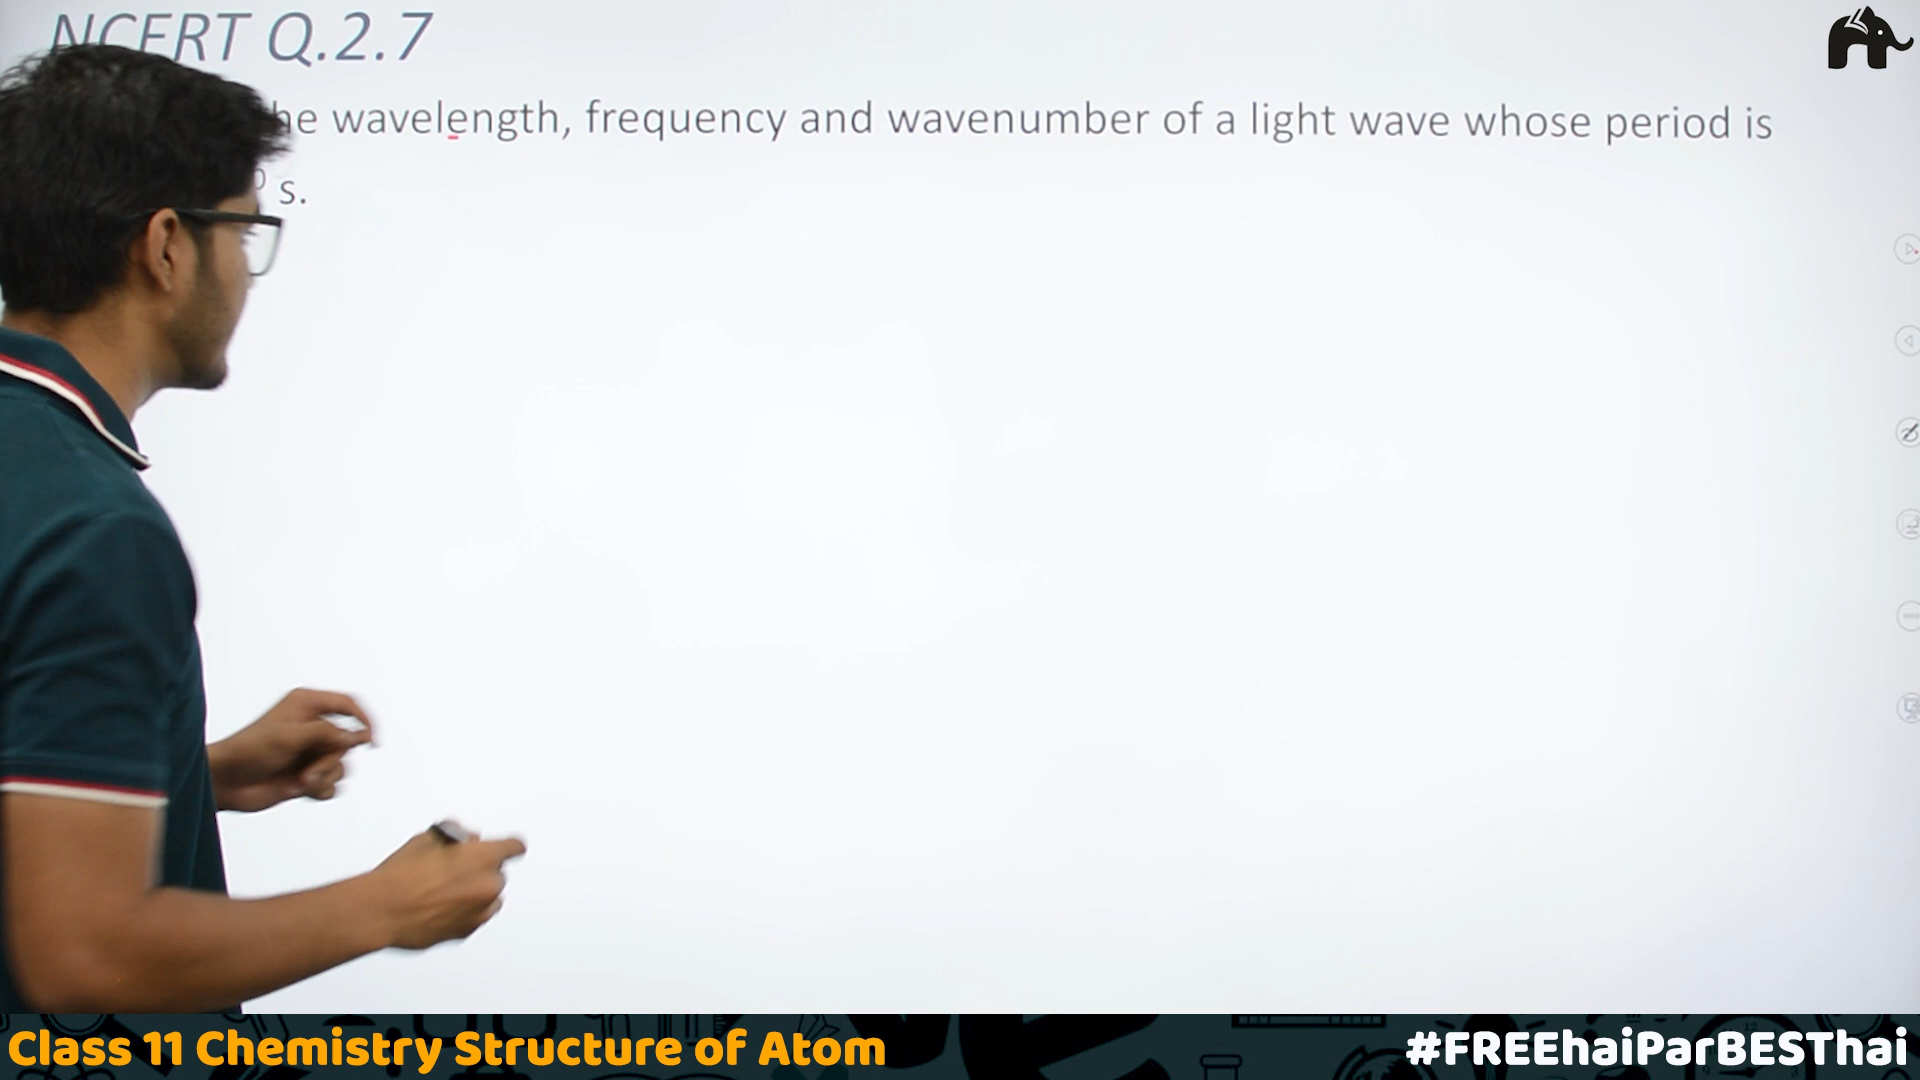 NCERT Q.2.7
he wavelength, frequency and wavenumber of a light wave whose period is
0 s.
Class 11 Chemistry Structure of Atom
#FREEhaiParBESThai